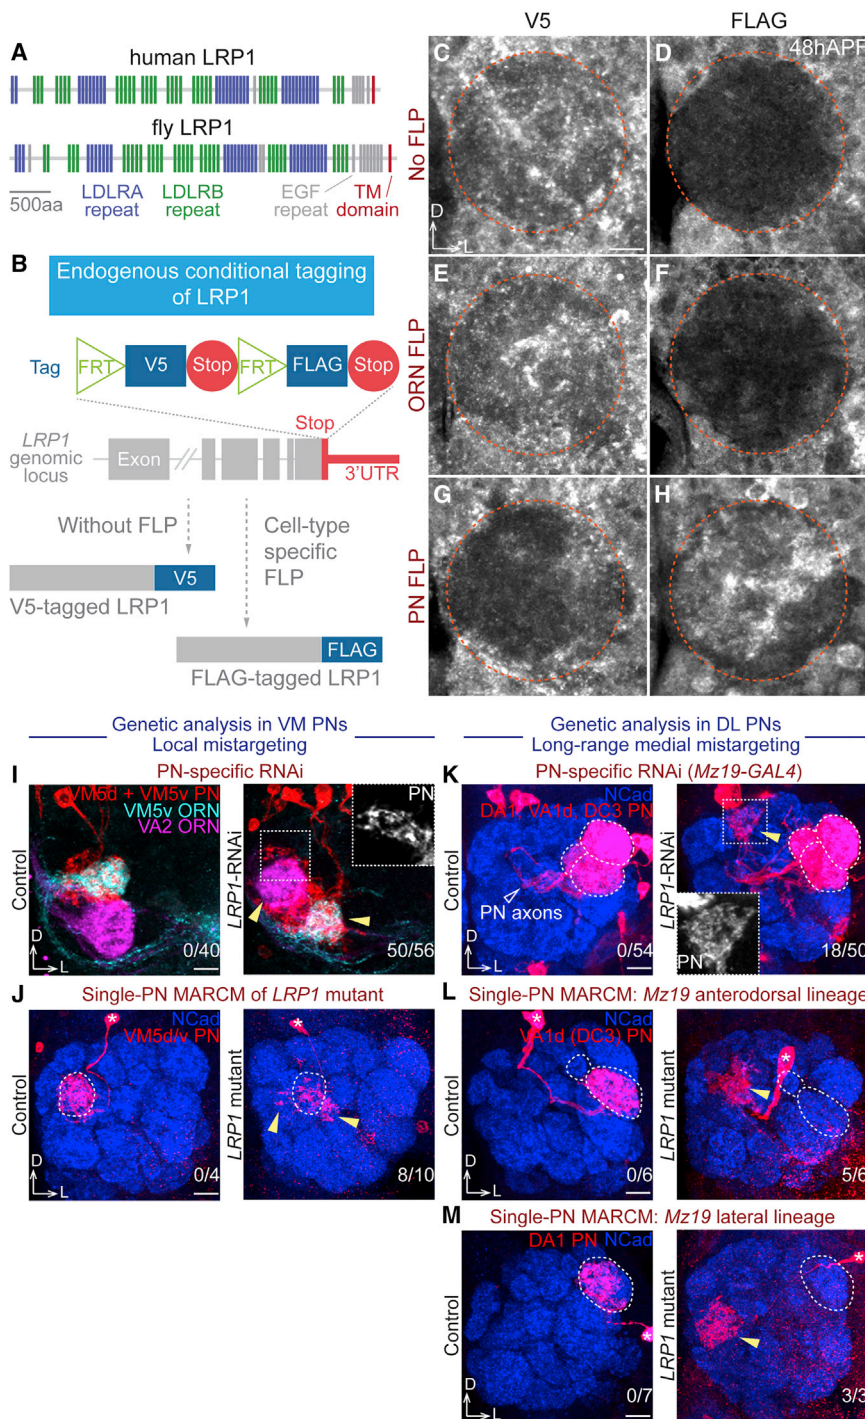 V5
FLAG
A
human LRP1
fly LRP1
500aa
LDLRA
repeat
LDLRB
repeat
EGF
repeat
TM
domain
B
Endogenous conditional tagging
of LRP1
Tag
FRT
V5
Stop
FRT
FLAG
Stop
Stop
LRP1
genomic
locus
Exon
3'UTR
Without FLP
Cell-type
specific
FLP
V5
V5-tagged LRP1
FLAG
FLAG-tagged LRP1
C
D
48hAPF
No FLP
D
L
E
F
ORN FLP
G
H
PN FLP
Genetic analysis in VM PNs
Local mistargeting
Genetic analysis in DL PNs
Long-range medial mistargeting
I
PN-specific RNAi
VM5d + VM5v PN
VM5v ORN
VA2 ORN
Control
D
L
0/40
LRP1-RNAi
PN
50/56
K
PN-specific RNAi (Mz19-GAL4)
NCad
DA1, VA1d, DC3 PN
Control
PN axons
D
L
0/54
LRP1-RNAi
PN
18/50
J
Single-PN MARCM of LRP1 mutant
NCad
VM5d/v PN
*
Control
D
L
0/4
LRP1 mutant
*
8/10
L
Single-PN MARCM: Mz19 anterodorsal lineage
*
NCad
VA1d (DC3) PN
Control
D
L
0/6
LRP1 mutant
*
5/6
M
Single-PN MARCM: Mz19 lateral lineage
DA1 PN NCad
Control
*
D
L
0/7
LRP1 mutant
*
3/3